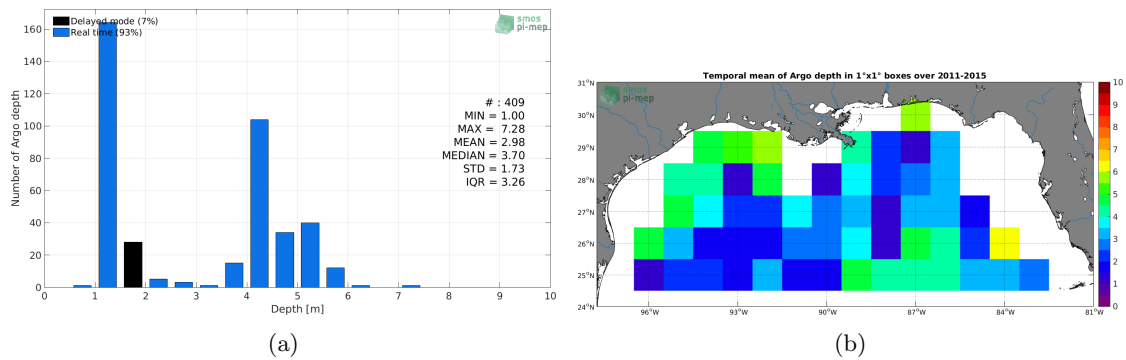 Delayed mode (7%)
Real time (93%)
smos
pi-mep
160
140
120
100
80
60
40
20
0
Number of Argo depth
# : 409
MIN = 1.00
MAX = 7.28
MEAN = 2.98
MEDIAN = 3.70
STD = 1.73
IQR = 3.26
0 1 2 3 4 5 6 7 8 9 10
Depth [m]
(a)
Temporal mean of Argo depth in 1°x1° boxes over 2011-2015
smos
pi-mep
31°N
30°N
29°N
28°N
27°N
26°N
25°N
24°N
96°W 93°W 90°W 87°W 84°W 81°W
10
9
8
7
6
5
4
3
2
1
0
(b)